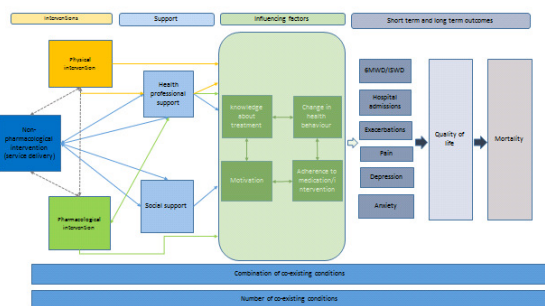 Interventions
Support
Influencing factors
Short term and long term outcomes
Physical
intervention
Non-
pharmacological
intervention
(service delivery)
Pharmacological
intervention
Health
professional
support
Social support
knowledge
about
treatment
Change in
health
behaviour
Motivation
Adherence to
medication/i
ntervention
6MWD/ISWD
Hospital
admissions
Exacerbations
Pain
Depression
Anxiety
Quality of
life
Mortality
Combination of co-existing conditions
Number of co-existing conditions